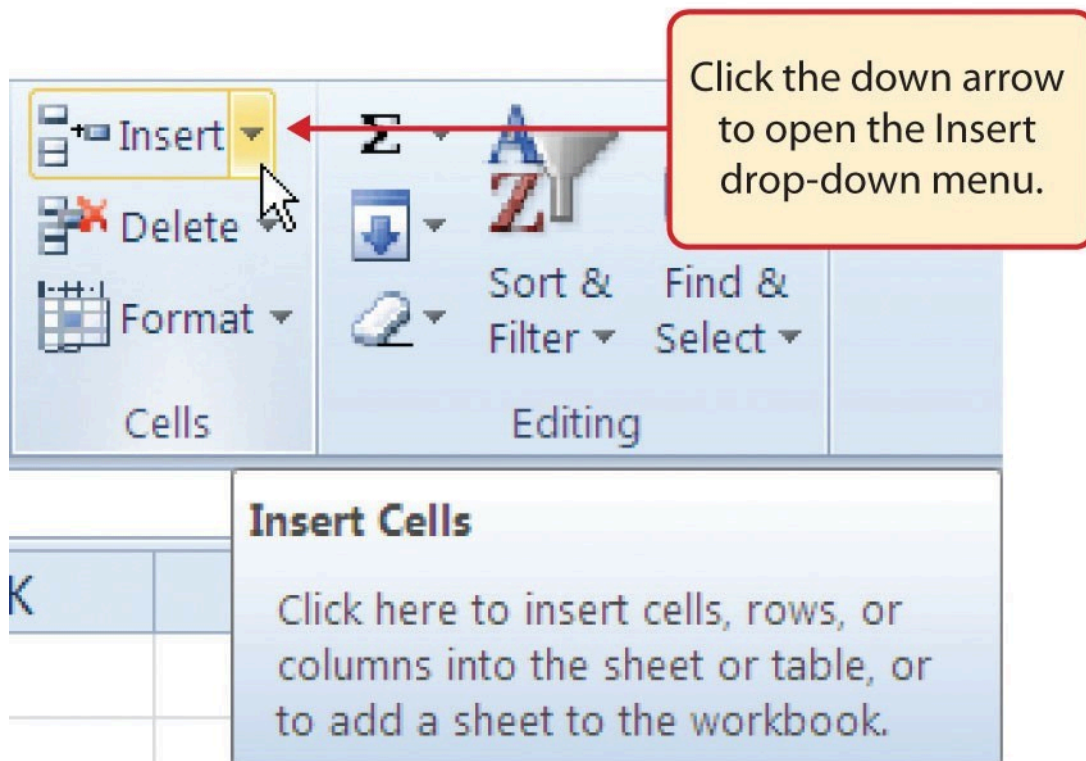 Click the down arrow
to open the Insert
drop-down menu.
Insert
Delete
Format
Cells
Σ
A
Z
Sort &
Filter
Find &
Select
Editing
Insert Cells
Click here to insert cells, rows, or
columns into the sheet or table, or
to add a sheet to the workbook.
K